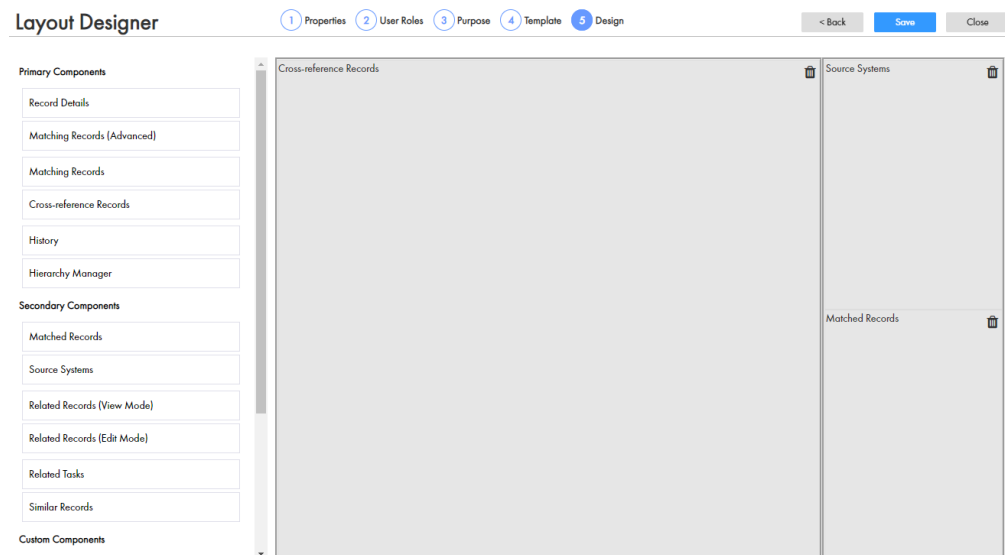 Layout Designer
1 Properties 2 User Roles 3 Purpose 4 Template 5 Design
< Back Save Close
Primary Components
Record Details
Matching Records (Advanced)
Matching Records
Cross-reference Records
History
Hierarchy Manager
Secondary Components
Matched Records
Source Systems
Related Records (View Mode)
Related Records (Edit Mode)
Related Tasks
Similar Records
Custom Components
Cross-reference Records
Source Systems
Matched Records